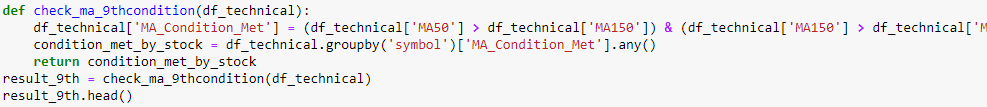 def check_ma_9thcondition(df_technical):
    df_technical['MA_Condition_Met'] = (df_technical['MA50'] > df_technical['MA150']) & (df_technical['MA150'] > df_technical['M
    condition_met_by_stock = df_technical.groupby('symbol')['MA_Condition_Met'].any()
    return condition_met_by_stock
result_9th = check_ma_9thcondition(df_technical)
result_9th.head()